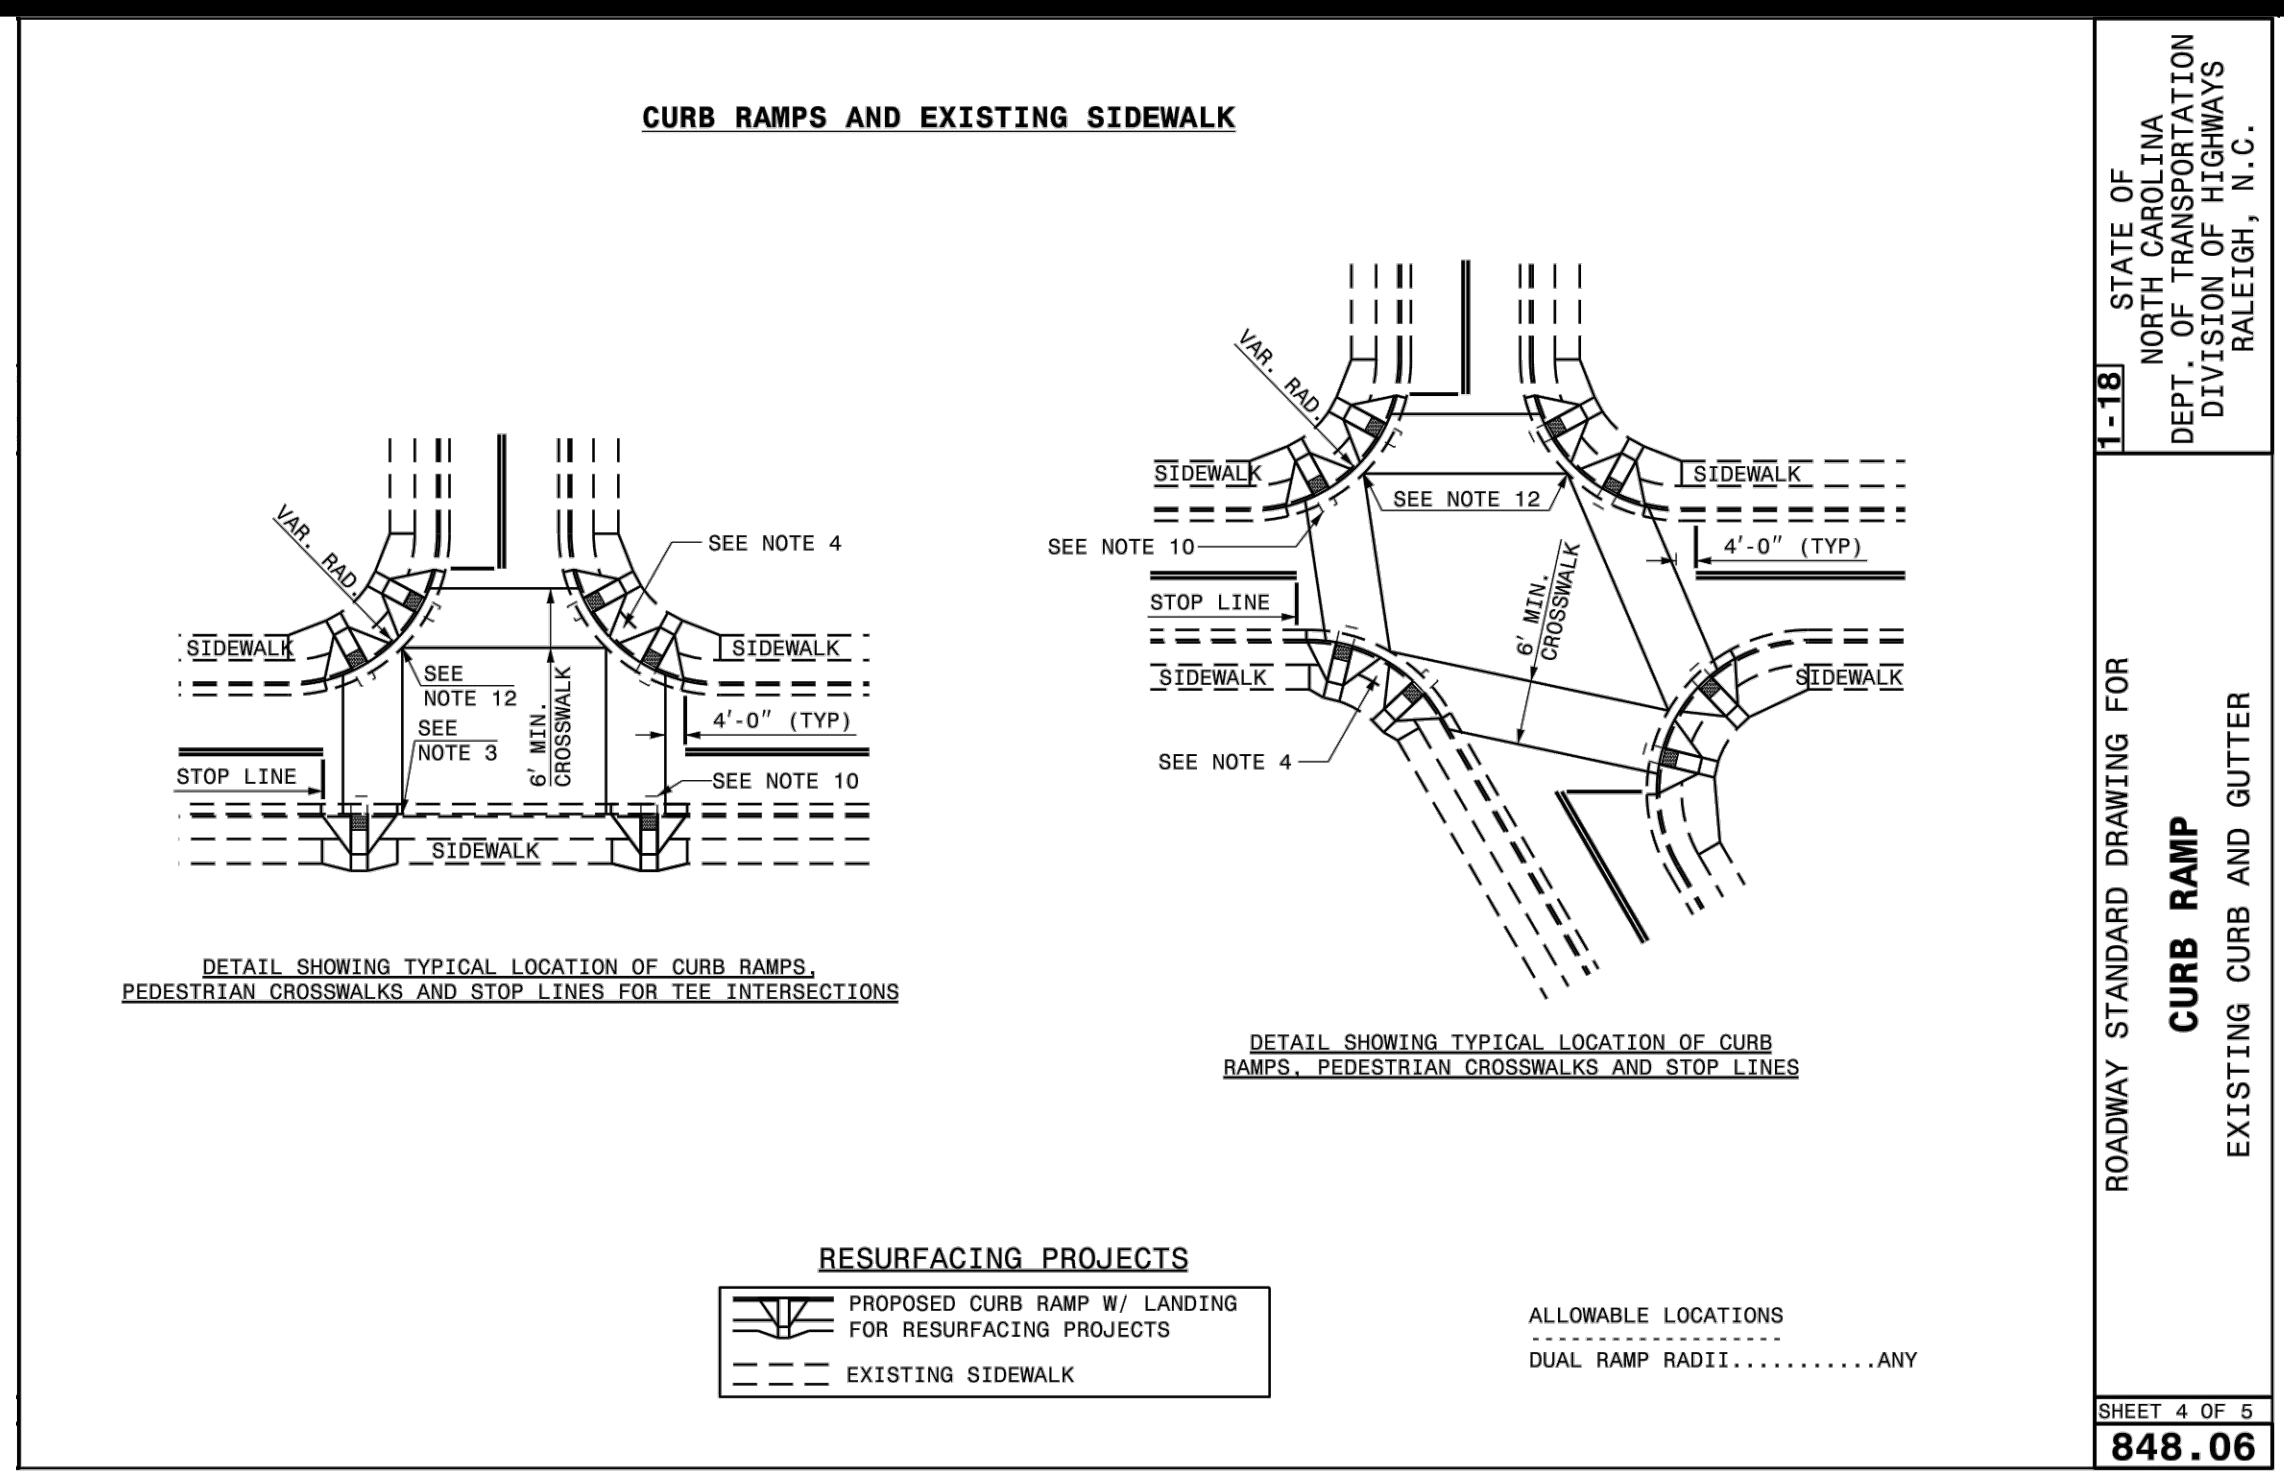 CURB RAMPS AND EXISTING SIDEWALK
VAR. RAD.
SEE NOTE 4
SIDEWALK
SIDEWALK
SEE
NOTE 12
SEE
NOTE 3
6' MIN.
CROSSWALK
4'-0" (TYP)
STOP LINE
SEE NOTE 10
SIDEWALK
DETAIL SHOWING TYPICAL LOCATION OF CURB RAMPS,
PEDESTRIAN CROSSWALKS AND STOP LINES FOR TEE INTERSECTIONS
VAR. RAD.
SIDEWALK
SIDEWALK
SEE NOTE 12
SEE NOTE 10
4'-0" (TYP)
6' MIN.
CROSSWALK
STOP LINE
SIDEWALK
SIDEWALK
SEE NOTE 4
DETAIL SHOWING TYPICAL LOCATION OF CURB
RAMPS, PEDESTRIAN CROSSWALKS AND STOP LINES
RESURFACING PROJECTS
PROPOSED CURB RAMP W/ LANDING
FOR RESURFACING PROJECTS
EXISTING SIDEWALK
ALLOWABLE LOCATIONS
-------------------
DUAL RAMP RADII...........ANY
1-18
STATE OF
NORTH CAROLINA
DEPT. OF TRANSPORTATION
DIVISION OF HIGHWAYS
RALEIGH, N.C.
ROADWAY STANDARD DRAWING FOR
CURB RAMP
EXISTING CURB AND GUTTER
SHEET 4 OF 5
848.06